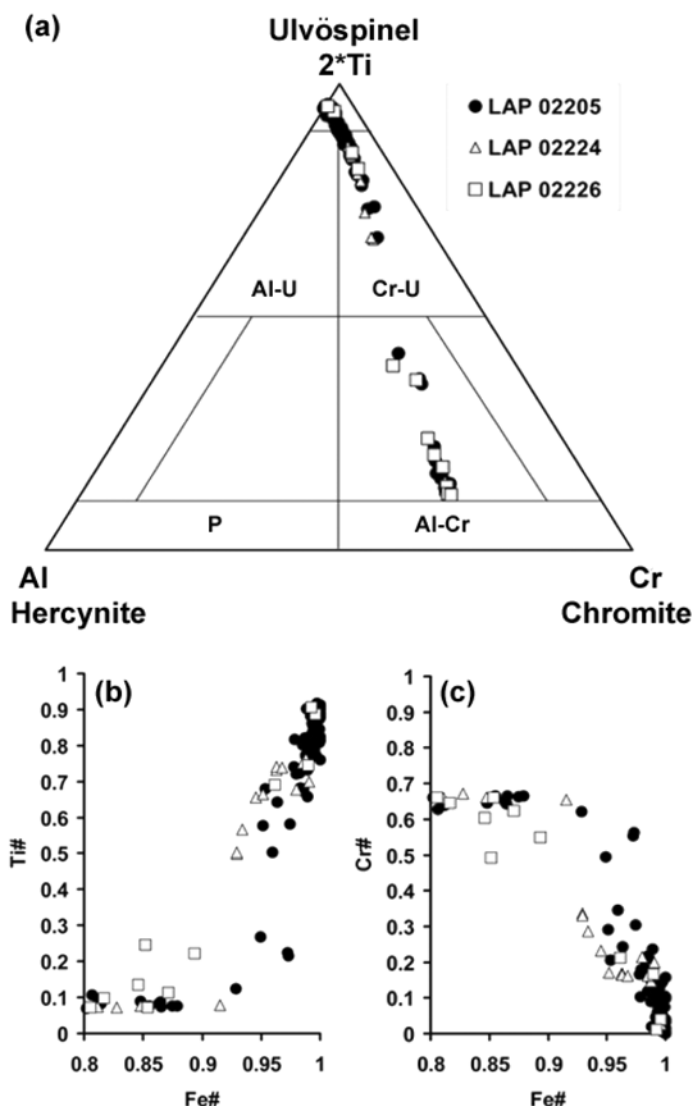 (a)
Ulvöspinel
2*Ti
LAP 02205
LAP 02224
LAP 02226
Al-U
Cr-U
P
Al-Cr
Al
Hercynite
Cr
Chromite
(b)
Ti#
1
0.9
0.8
0.7
0.6
0.5
0.4
0.3
0.2
0.1
0
0.8
0.85
0.9
0.95
1
Fe#
(c)
Cr#
1
0.9
0.8
0.7
0.6
0.5
0.4
0.3
0.2
0.1
0
0.8
0.85
0.9
0.95
1
Fe#